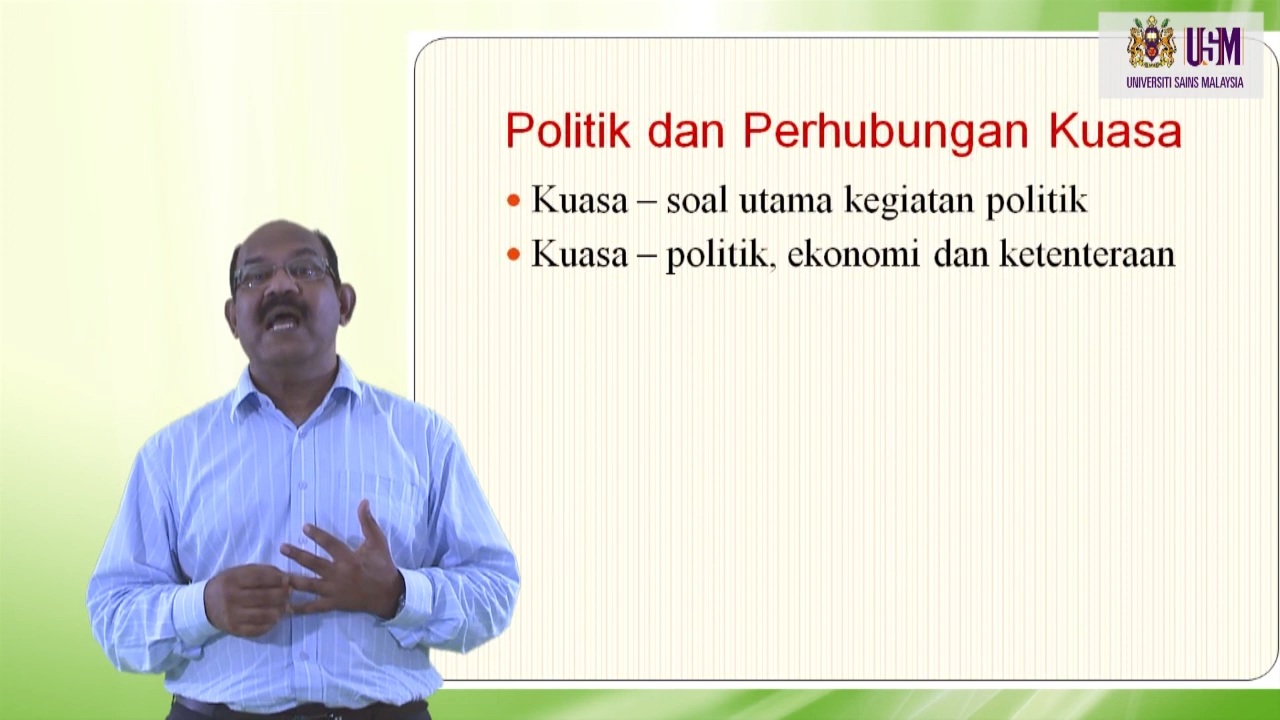 USM
UNIVERSITI SAINS MALAYSIA
Politik dan Perhubungan Kuasa
• Kuasa – soal utama kegiatan politik
• Kuasa – politik, ekonomi dan ketenteraan